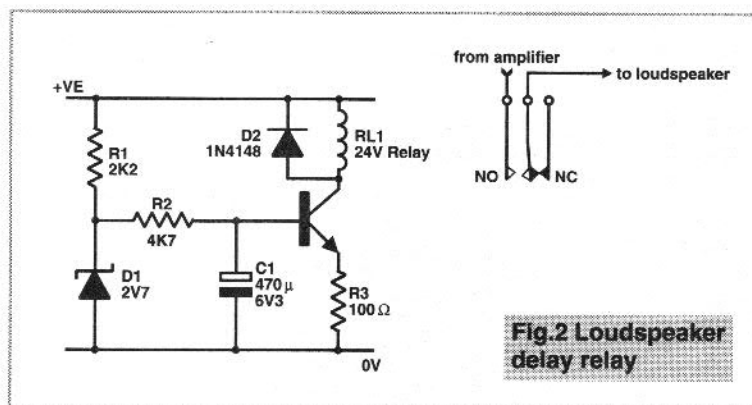 from amplifier
to loudspeaker
+VE
D2
1N4148
RL1
24V Relay
R1
2K2
NO
NC
R2
4K7
D1
2V7
C1
470µ
6V3
R3
100Ω
0V
Fig.2 Loudspeaker
delay relay